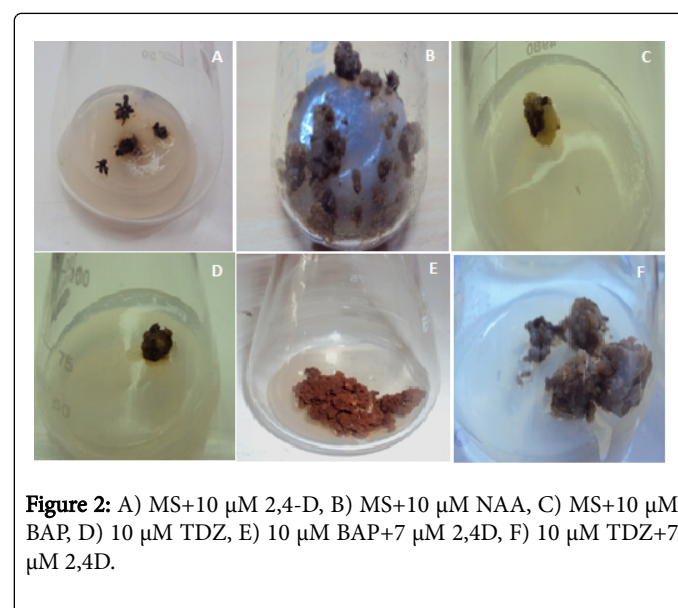 A
B
C
D
E
F
Figure 2: A) MS+10 μM 2,4-D, B) MS+10 μM NAA, C) MS+10 μM
BAP, D) 10 μM TDZ, E) 10 μM BAP+7 μM 2,4D, F) 10 μM TDZ+7
μM 2,4D.